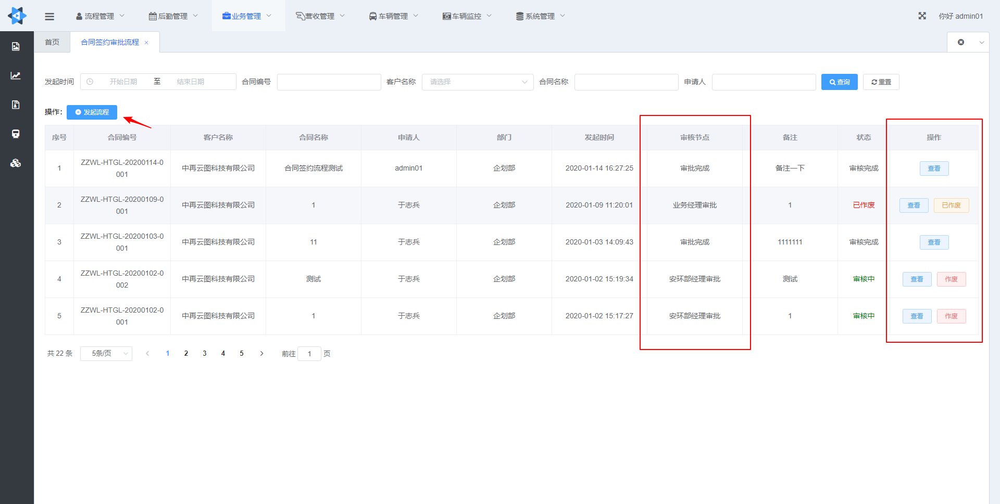 流程管理 后勤管理 业务管理 营收管理 车辆管理 车辆监控 系统管理 你好 admin01
首页 合同签约审批流程 ×
发起时间 开始日期 至 结束日期 合同编号 客户名称 请选择 合同名称 申请人 查询 重置
操作: 发起流程
序号 合同编号 客户名称 合同名称 申请人 部门 发起时间 审核节点 备注 状态 操作
1 ZZWL-HTGL-20200114-0001 中再云图科技有限公司 合同签约流程测试 admin01 企划部 2020-01-14 16:27:25 审批完成 备注一下 审核完成 查看
2 ZZWL-HTGL-20200109-0001 中再云图科技有限公司 1 于志兵 企划部 2020-01-09 11:20:01 业务经理审批 1 已作废 查看 已作废
3 ZZWL-HTGL-20200103-0001 中再云图科技有限公司 11 于志兵 企划部 2020-01-03 14:09:43 审批完成 1111111 审核完成 查看
4 ZZWL-HTGL-20200102-0002 中再云图科技有限公司 测试 于志兵 企划部 2020-01-02 15:19:34 安环部经理审批 测试 审核中 查看 作废
5 ZZWL-HTGL-20200102-0001 中再云图科技有限公司 1 于志兵 企划部 2020-01-02 15:17:27 安环部经理审批 1 审核中 查看 作废
共 22 条 5条/页 1 2 3 4 5 前往 1 页